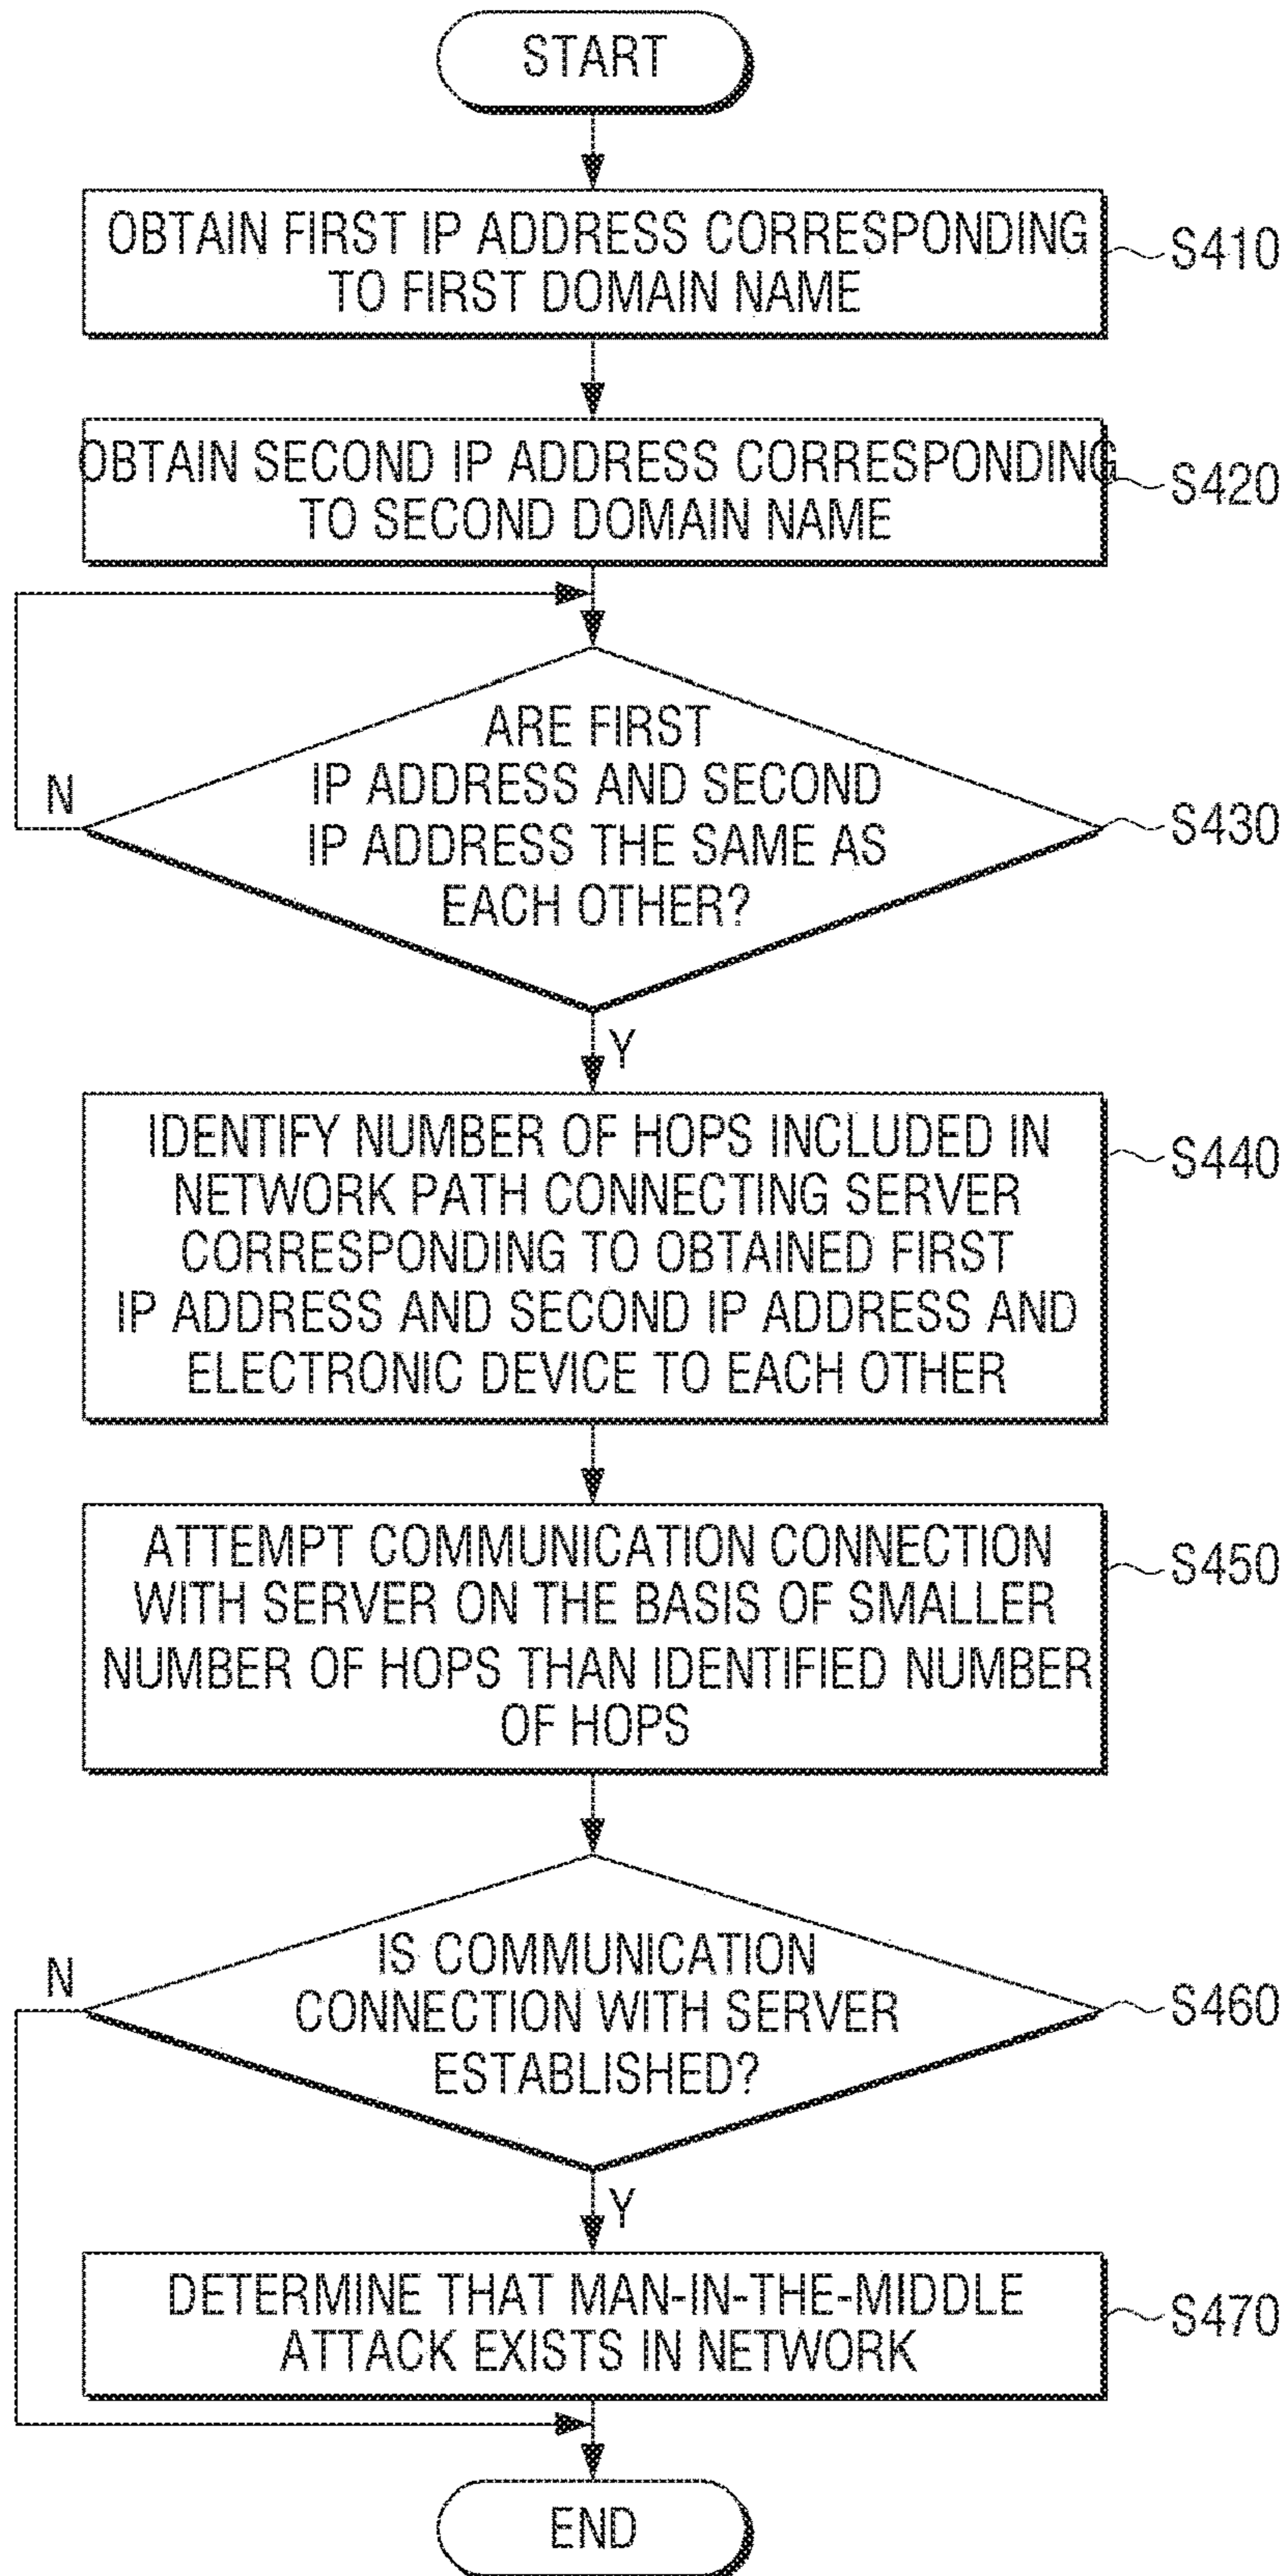 START
OBTAIN FIRST IP ADDRESS CORRESPONDING
TO FIRST DOMAIN NAME
S410
OBTAIN SECOND IP ADDRESS CORRESPONDING
TO SECOND DOMAIN NAME
S420
ARE FIRST
IP ADDRESS AND SECOND
IP ADDRESS THE SAME AS
EACH OTHER?
N
S430
Y
IDENTIFY NUMBER OF HOPS INCLUDED IN
NETWORK PATH CONNECTING SERVER
CORRESPONDING TO OBTAINED FIRST
IP ADDRESS AND SECOND IP ADDRESS AND
ELECTRONIC DEVICE TO EACH OTHER
S440
ATTEMPT COMMUNICATION CONNECTION
WITH SERVER ON THE BASIS OF SMALLER
NUMBER OF HOPS THAN IDENTIFIED NUMBER
OF HOPS
S450
IS COMMUNICATION
CONNECTION WITH SERVER
ESTABLISHED?
N
S460
Y
DETERMINE THAT MAN-IN-THE-MIDDLE
ATTACK EXISTS IN NETWORK
S470
END